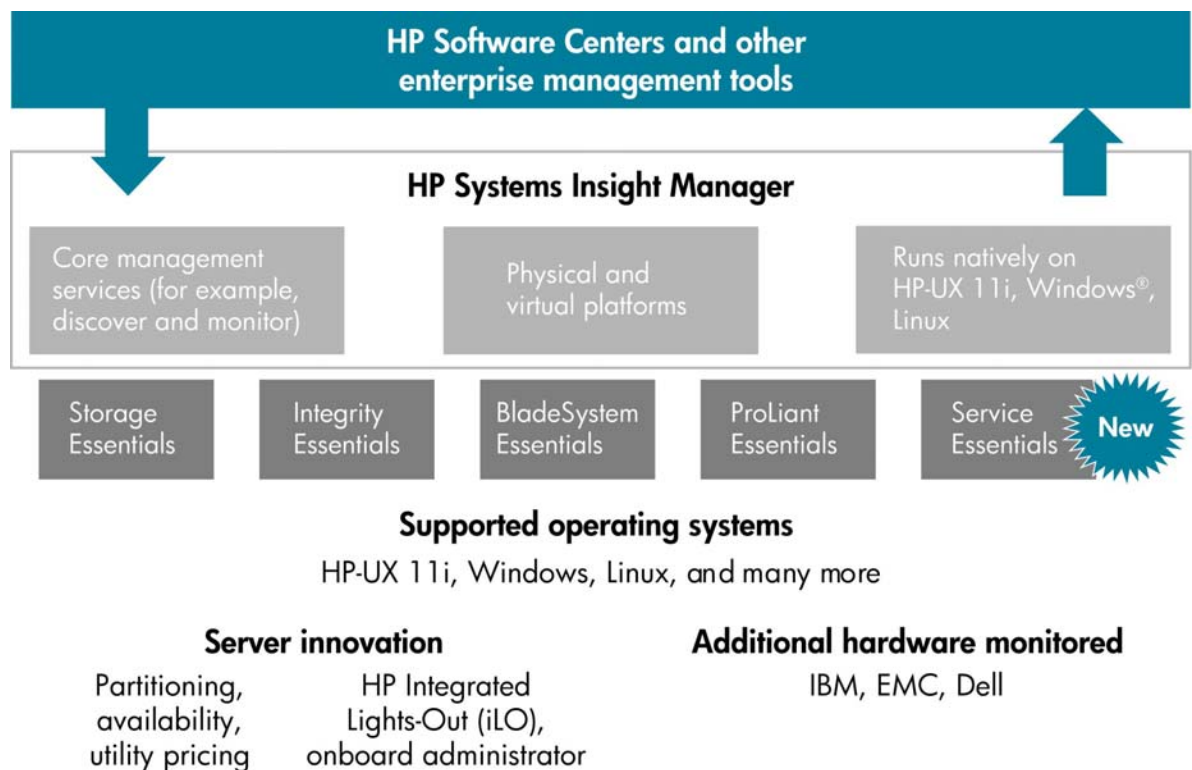 HP Software Centers and other
enterprise management tools
HP Systems Insight Manager
Core management
services (for example,
discover and monitor)
Physical and
virtual platforms
Runs natively on
HP-UX 11i, Windows®,
Linux
Storage
Essentials
Integrity
Essentials
BladeSystem
Essentials
ProLiant
Essentials
Service
Essentials
New
Supported operating systems
HP-UX 11i, Windows, Linux, and many more
Server innovation
Partitioning,
availability,
utility pricing
HP Integrated
Lights-Out (iLO),
onboard administrator
Additional hardware monitored
IBM, EMC, Dell